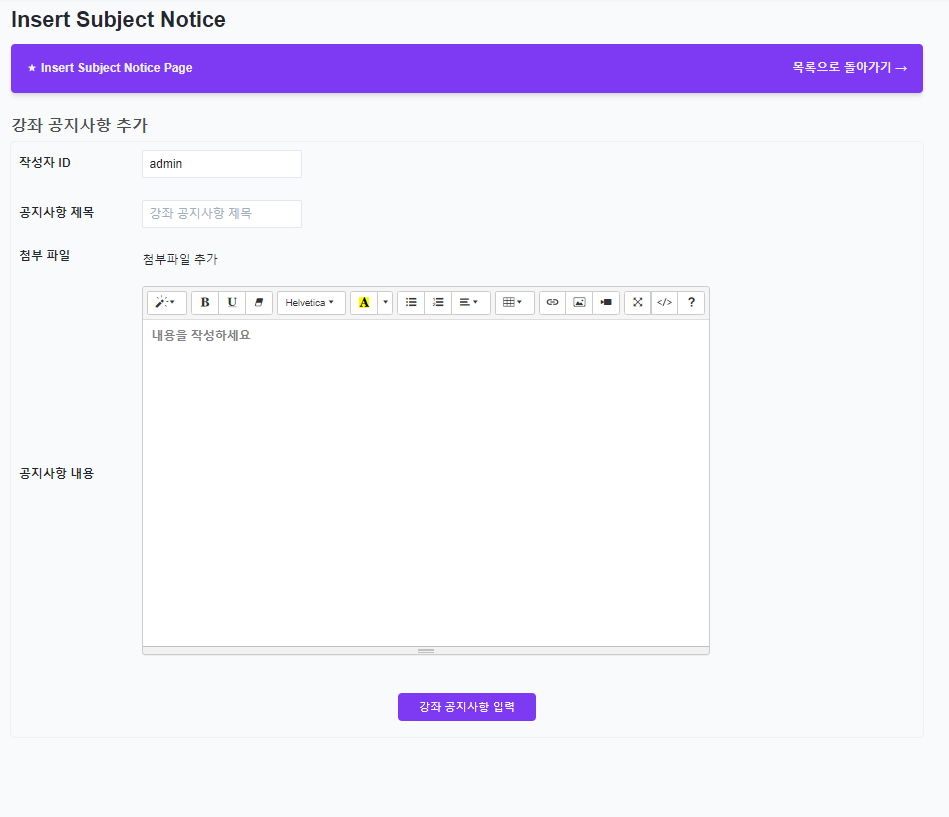 Insert Subject Notice
★ Insert Subject Notice Page 목록으로 돌아가기 →
강좌 공지사항 추가
작성자 ID admin
공지사항 제목 강좌 공지사항 제목
첨부 파일 첨부파일 추가
B U Helvetica A </> ?
내용을 작성하세요
공지사항 내용
강좌 공지사항 입력